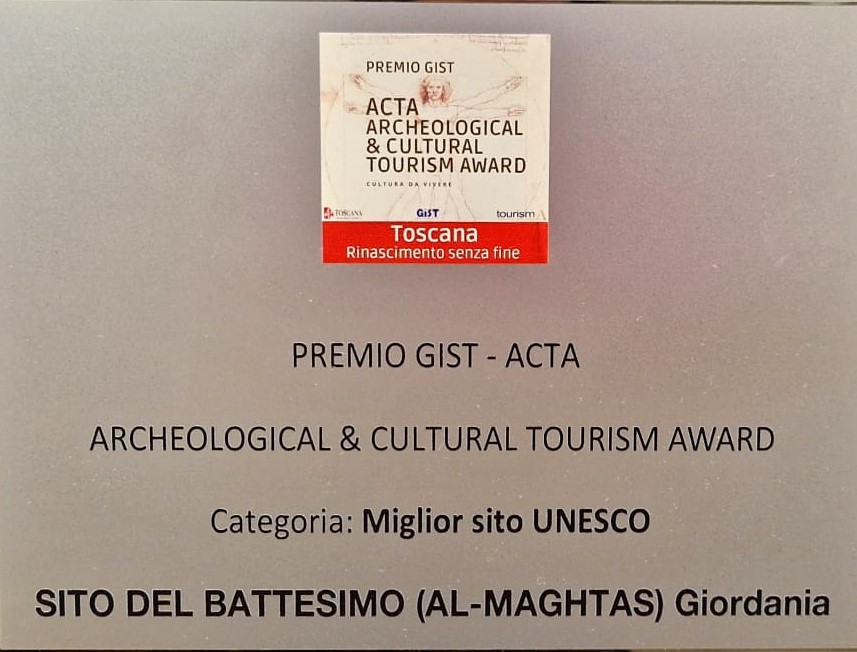 PREMIO GIST
ACTA
ARCHEOLOGICAL
& CULTURAL
TOURISM AWARD
CULTURA DA VIVERE
TOSCANA
GIST
tourismA
Toscana
Rinascimento senza fine
PREMIO GIST - ACTA
ARCHEOLOGICAL & CULTURAL TOURISM AWARD
Categoria: Miglior sito UNESCO
SITO DEL BATTESIMO (AL-MAGHTAS) Giordania